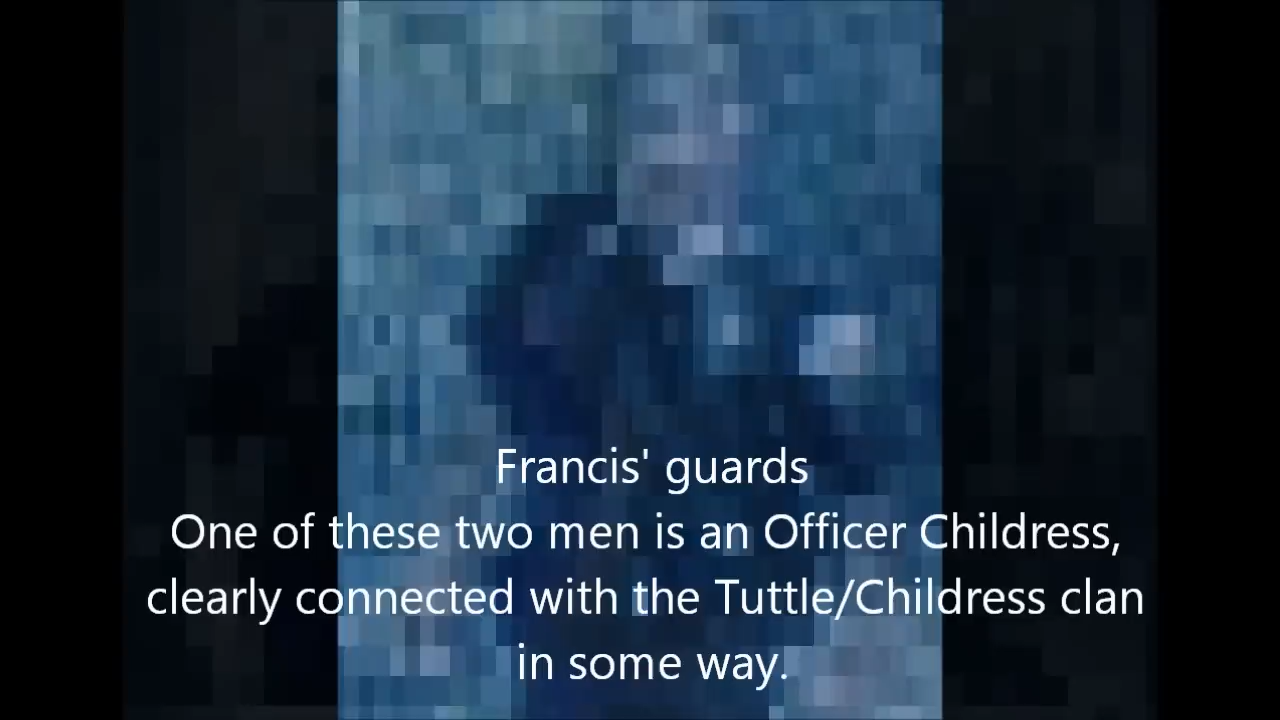 Francis' guards
One of these two men is an Officer Childress,
clearly connected with the Tuttle/Childress clan
in some way.